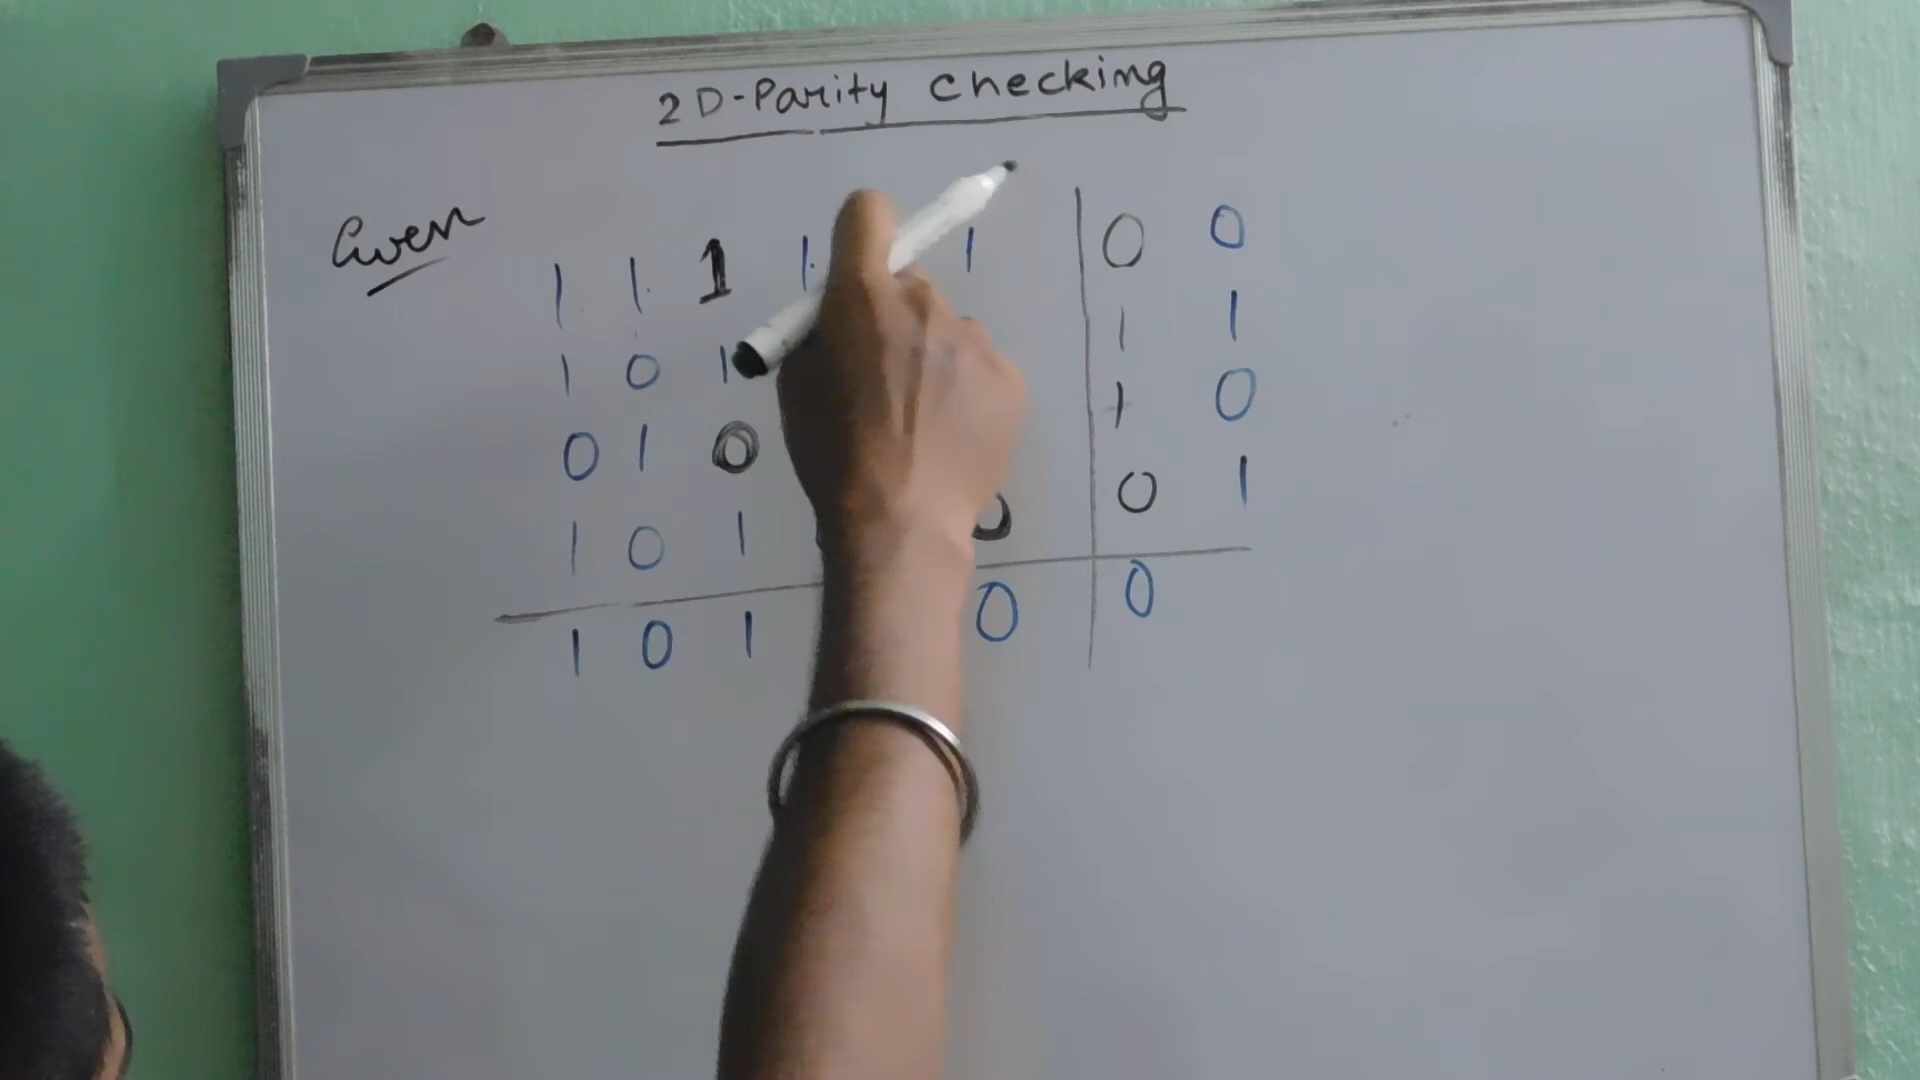 2D-Parity Checking
Even
1 1 1 1 1 0 0
1 0 1 1 1
0 1 0 1 0
1 0 1 0 1
1 0 1 0 0